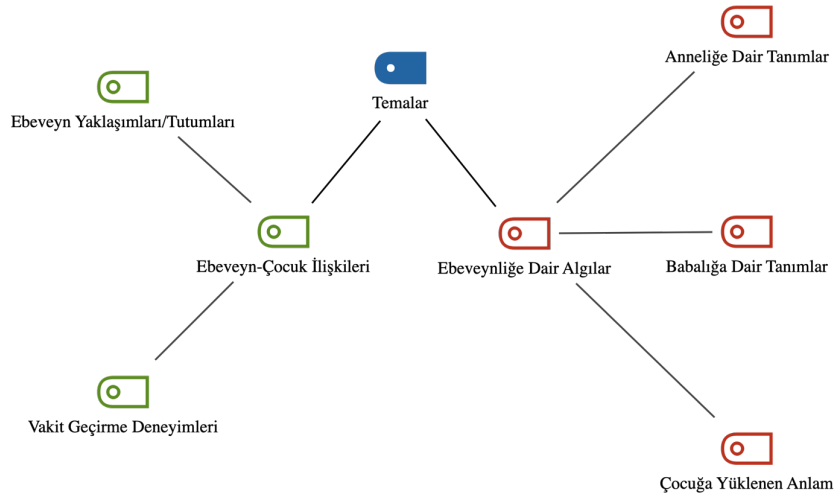 Anneliğe Dair Tanımlar
Temalar
Ebeveyn Yaklaşımları/Tutumları
Ebeveyn-Çocuk İlişkileri
Ebeveynliğe Dair Algılar
Babalığa Dair Tanımlar
Vakit Geçirme Deneyimleri
Çocuğa Yüklenen Anlam